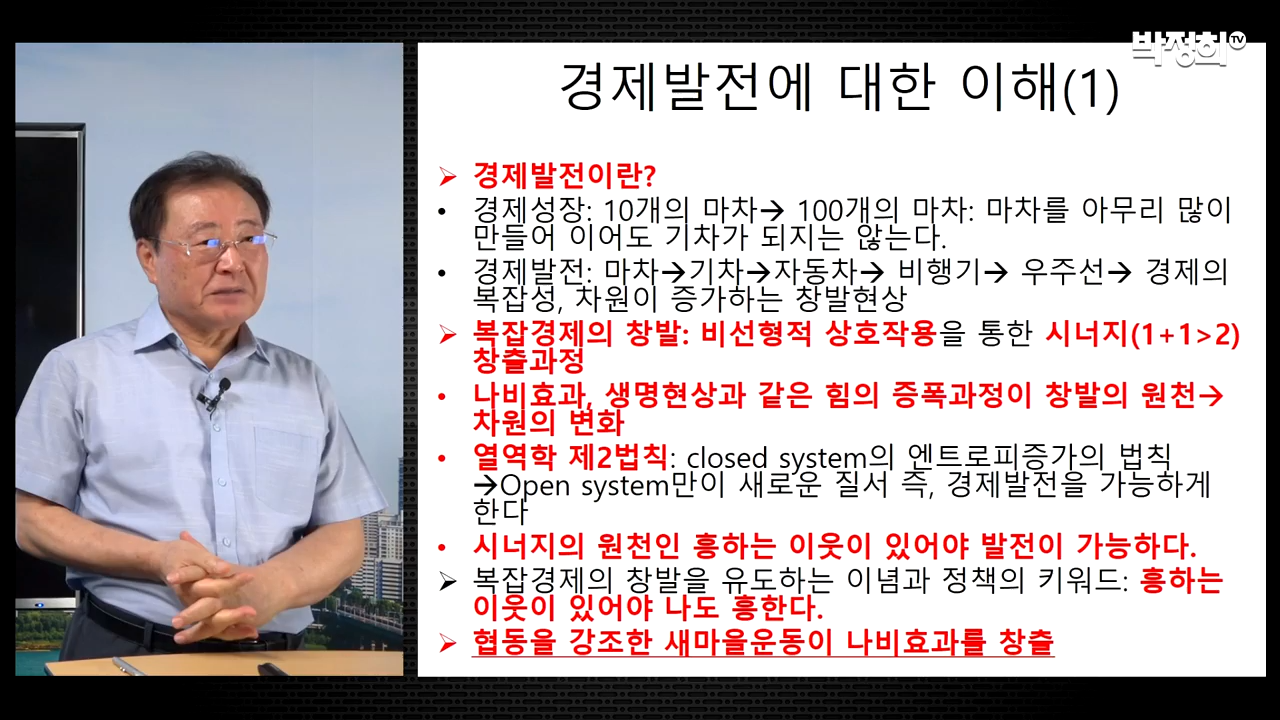 박정희TV
경제발전에 대한 이해(1)
➢ 경제발전이란?
• 경제성장: 10개의 마차→ 100개의 마차: 마차를 아무리 많이
만들어 이어도 기차가 되지는 않는다.
• 경제발전: 마차→기차→자동차→ 비행기→ 우주선→ 경제의
복잡성, 차원이 증가하는 창발현상
➢ 복잡경제의 창발: 비선형적 상호작용을 통한 시너지(1+1>2)
창출과정
• 나비효과, 생명현상과 같은 힘의 증폭과정이 창발의 원천→
차원의 변화
• 열역학 제2법칙: closed system의 엔트로피증가의 법칙
→Open system만이 새로운 질서 즉, 경제발전을 가능하게
한다
• 시너지의 원천인 흥하는 이웃이 있어야 발전이 가능하다.
➢ 복잡경제의 창발을 유도하는 이념과 정책의 키워드: 흥하는
이웃이 있어야 나도 흥한다.
➢ 협동을 강조한 새마을운동이 나비효과를 창출